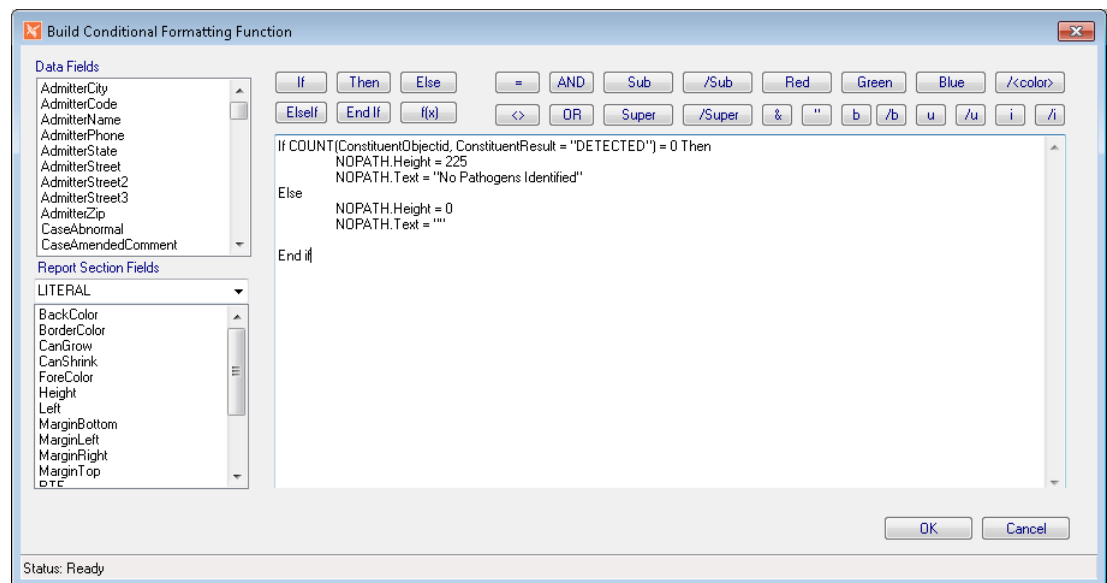 Build Conditional Formatting Function
Data Fields
AdmitterCity
AdmitterCode
AdmitterName
AdmitterPhone
AdmitterState
AdmitterStreet
AdmitterStreet2
AdmitterStreet3
AdmitterZip
CaseAbnormal
CaseAmendedComment
Report Section Fields
LITERAL
BackColor
BorderColor
CanGrow
CanShrink
ForeColor
Height
Left
MarginBottom
MarginLeft
MarginRight
MarginTop
RTF
If Then Else = AND Sub /Sub Red Green Blue /<color>
ElseIf End If f(x) <> OR Super /Super & " b /b u /u i /i
If COUNT(ConstituentObjectid, ConstituentResult = "DETECTED") = 0 Then
NOPATH.Height = 225
NOPATH.Text = "No Pathogens Identified"
Else
NOPATH.Height = 0
NOPATH.Text = ""
End if
OK Cancel
Status: Ready